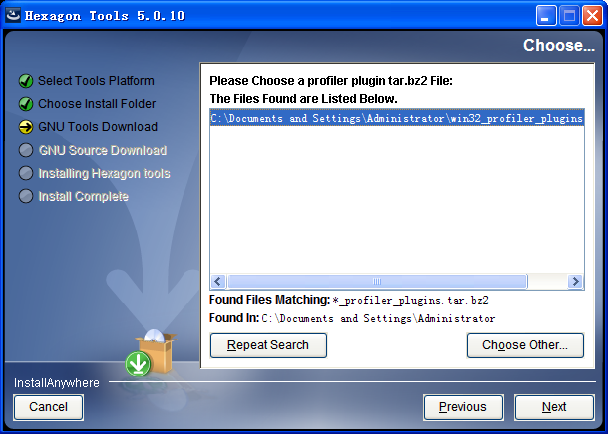 Hexagon Tools 5.0.10
Choose...
Select Tools Platform
Choose Install Folder
GNU Tools Download
GNU Source Download
Installing Hexagon tools
Install Complete
Please Choose a profiler plugin tar.bz2 File:
The Files Found are Listed Below.
C:\Documents and Settings\Administrator\win32_profiler_plugins
Found Files Matching: *_profiler_plugins.tar.bz2
Found In: C:\Documents and Settings\Administrator
Repeat Search
Choose Other...
InstallAnywhere
Cancel
Previous
Next